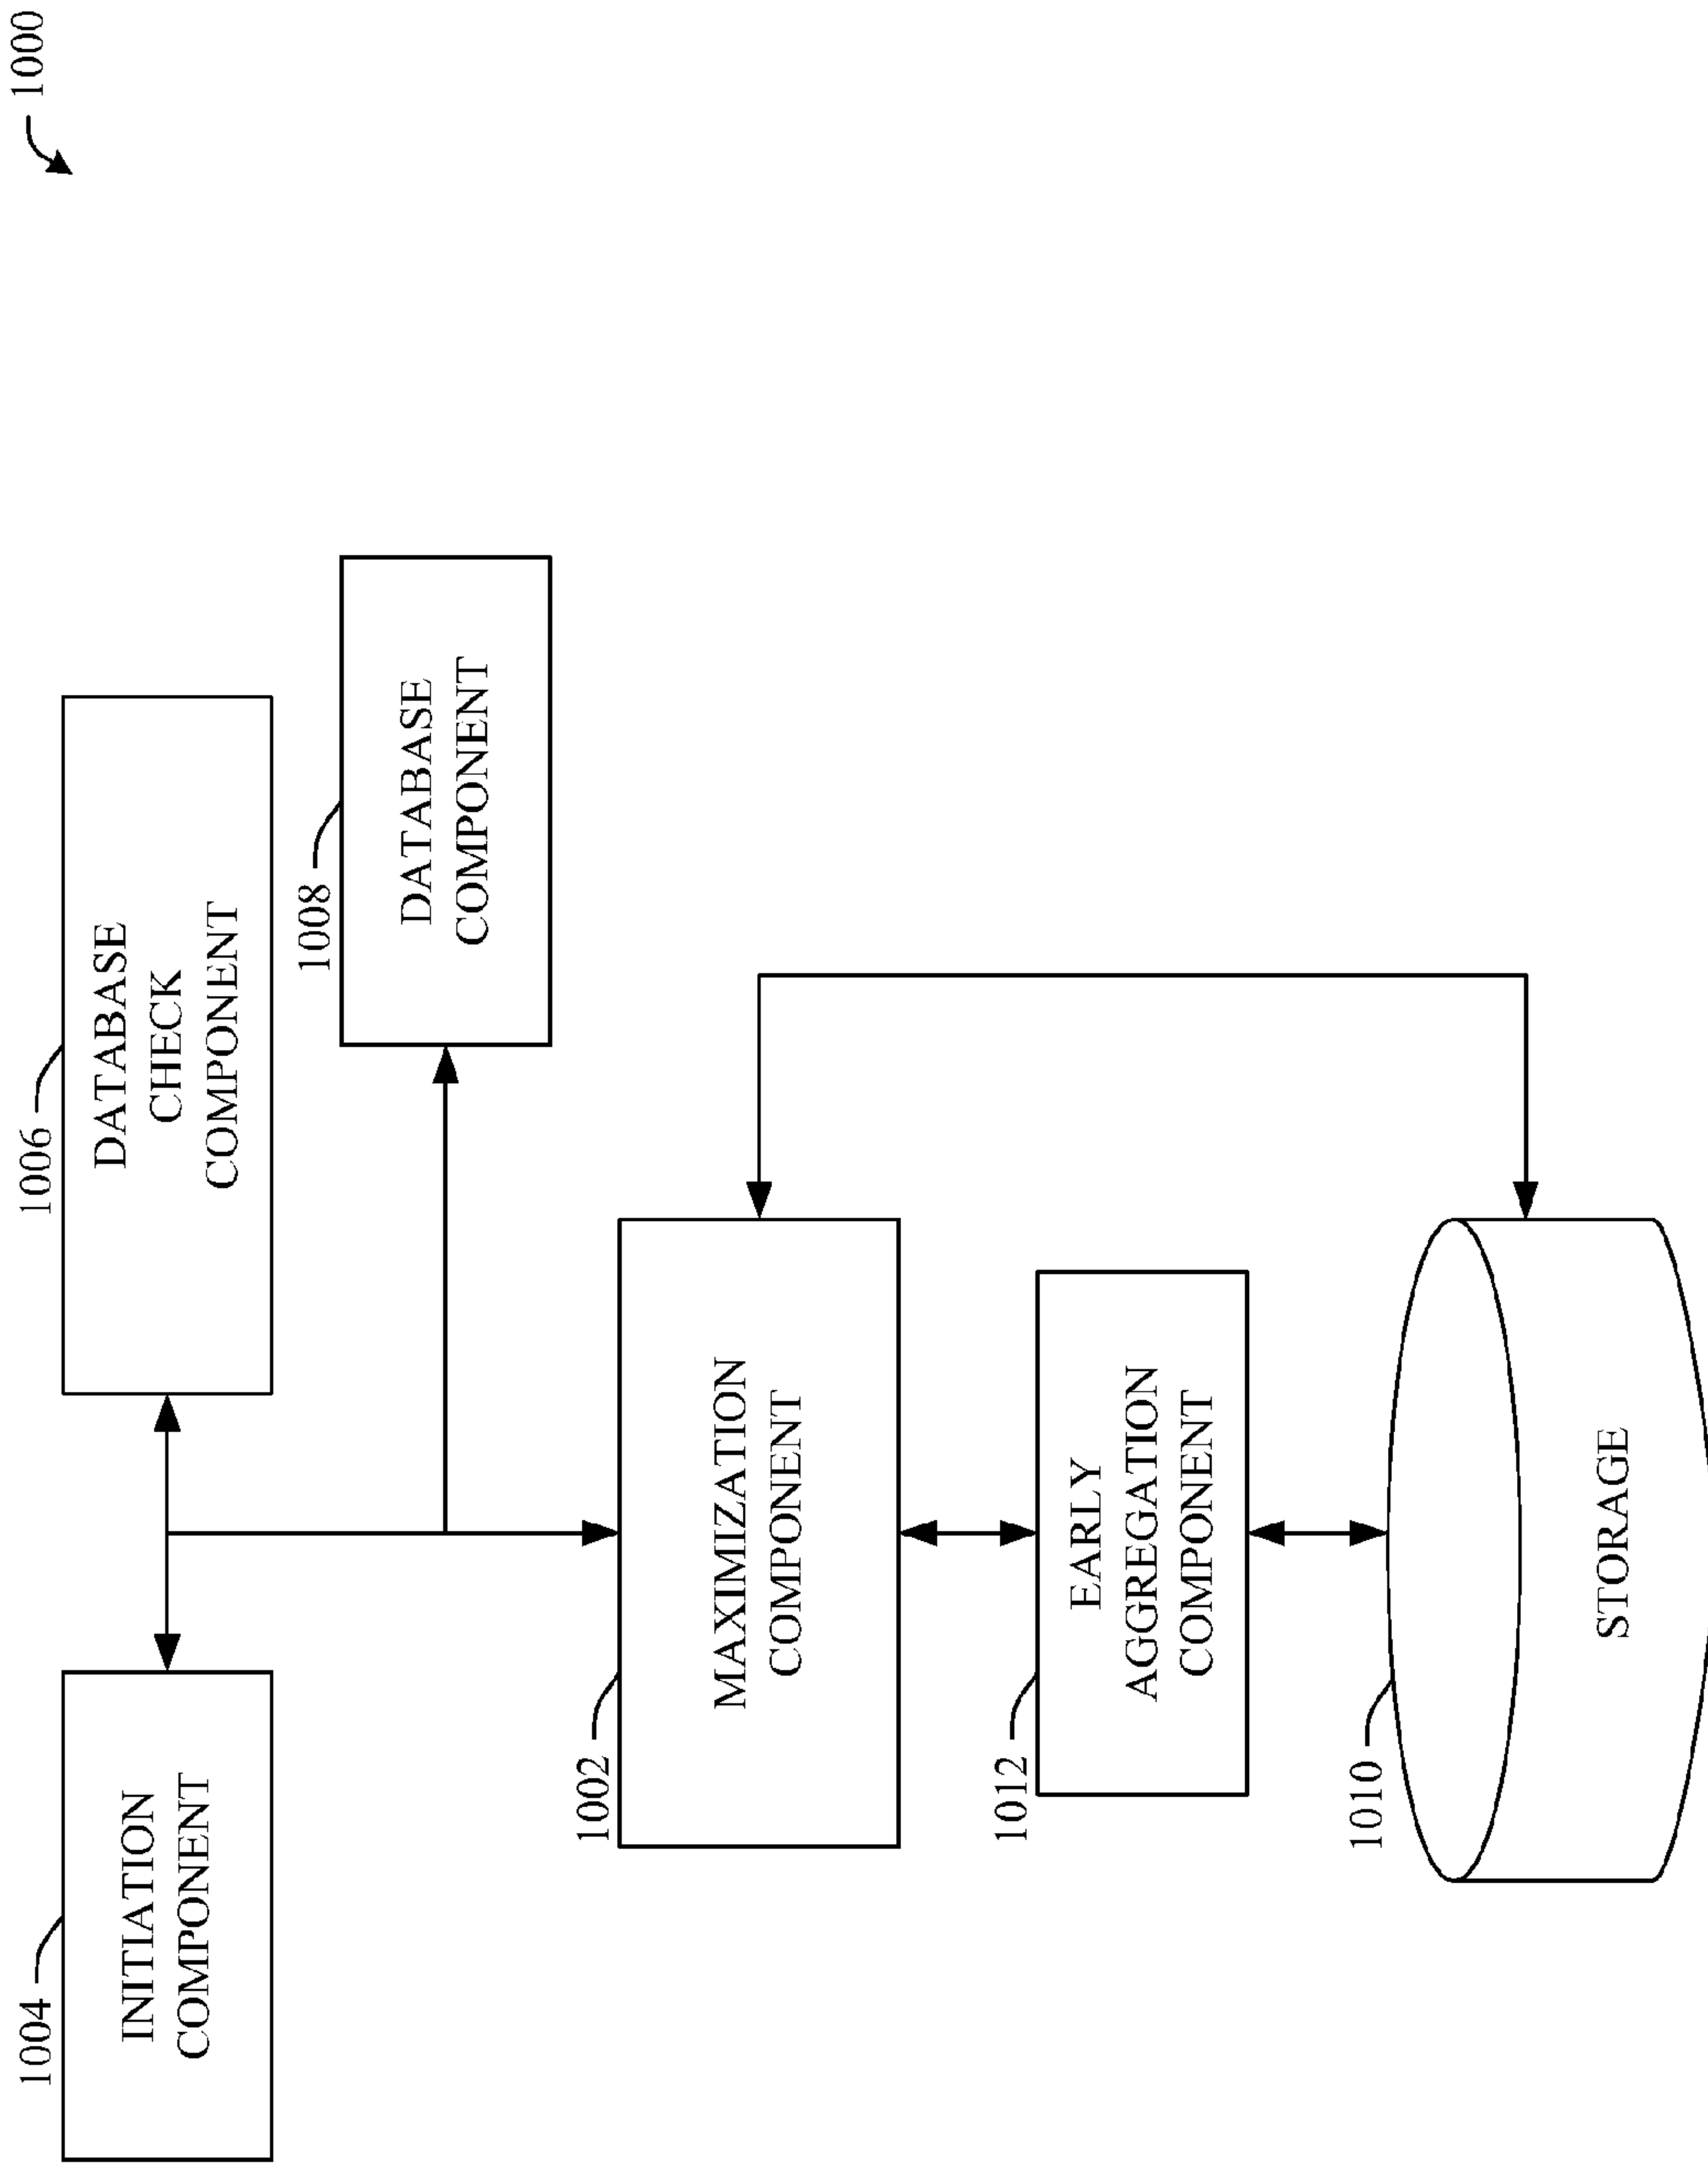 1000
1004
INITIATION
COMPONENT
1006
DATABASE
CHECK
COMPONENT
1008
DATABASE
COMPONENT
1002
MAXIMIZATION
COMPONENT
1012
EARLY
AGGREGATION
COMPONENT
1010
STORAGE